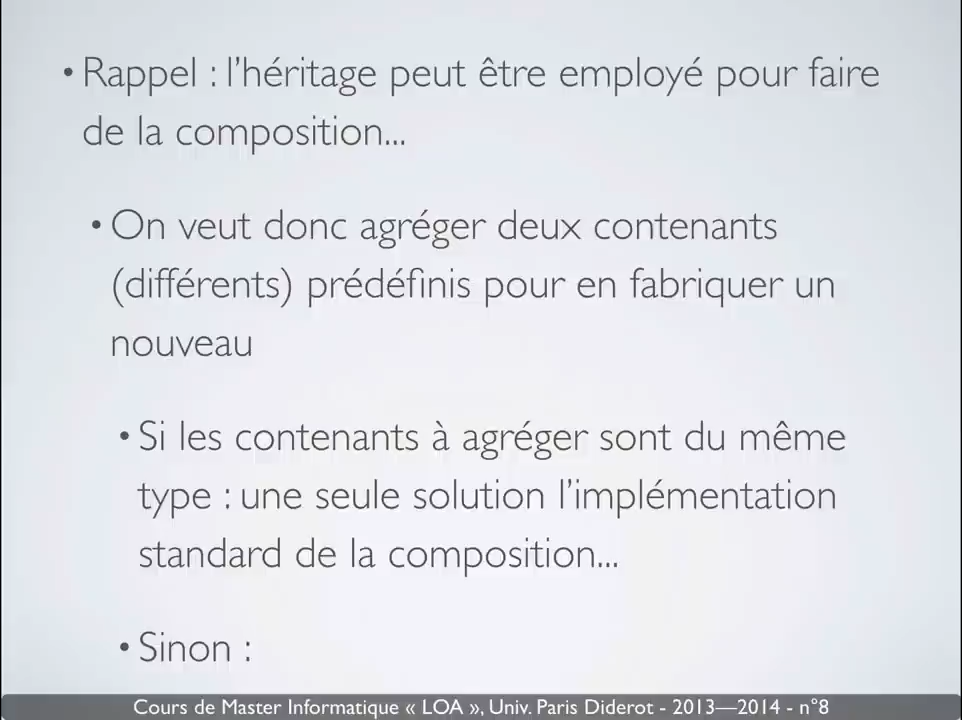 • Rappel : l'héritage peut être employé pour faire
de la composition...
• On veut donc agréger deux contenants
(différents) prédéfinis pour en fabriquer un
nouveau
• Si les contenants à agréger sont du même
type : une seule solution l'implémentation
standard de la composition...
• Sinon :
Cours de Master Informatique « LOA », Univ. Paris Diderot - 2013—2014 - n°8